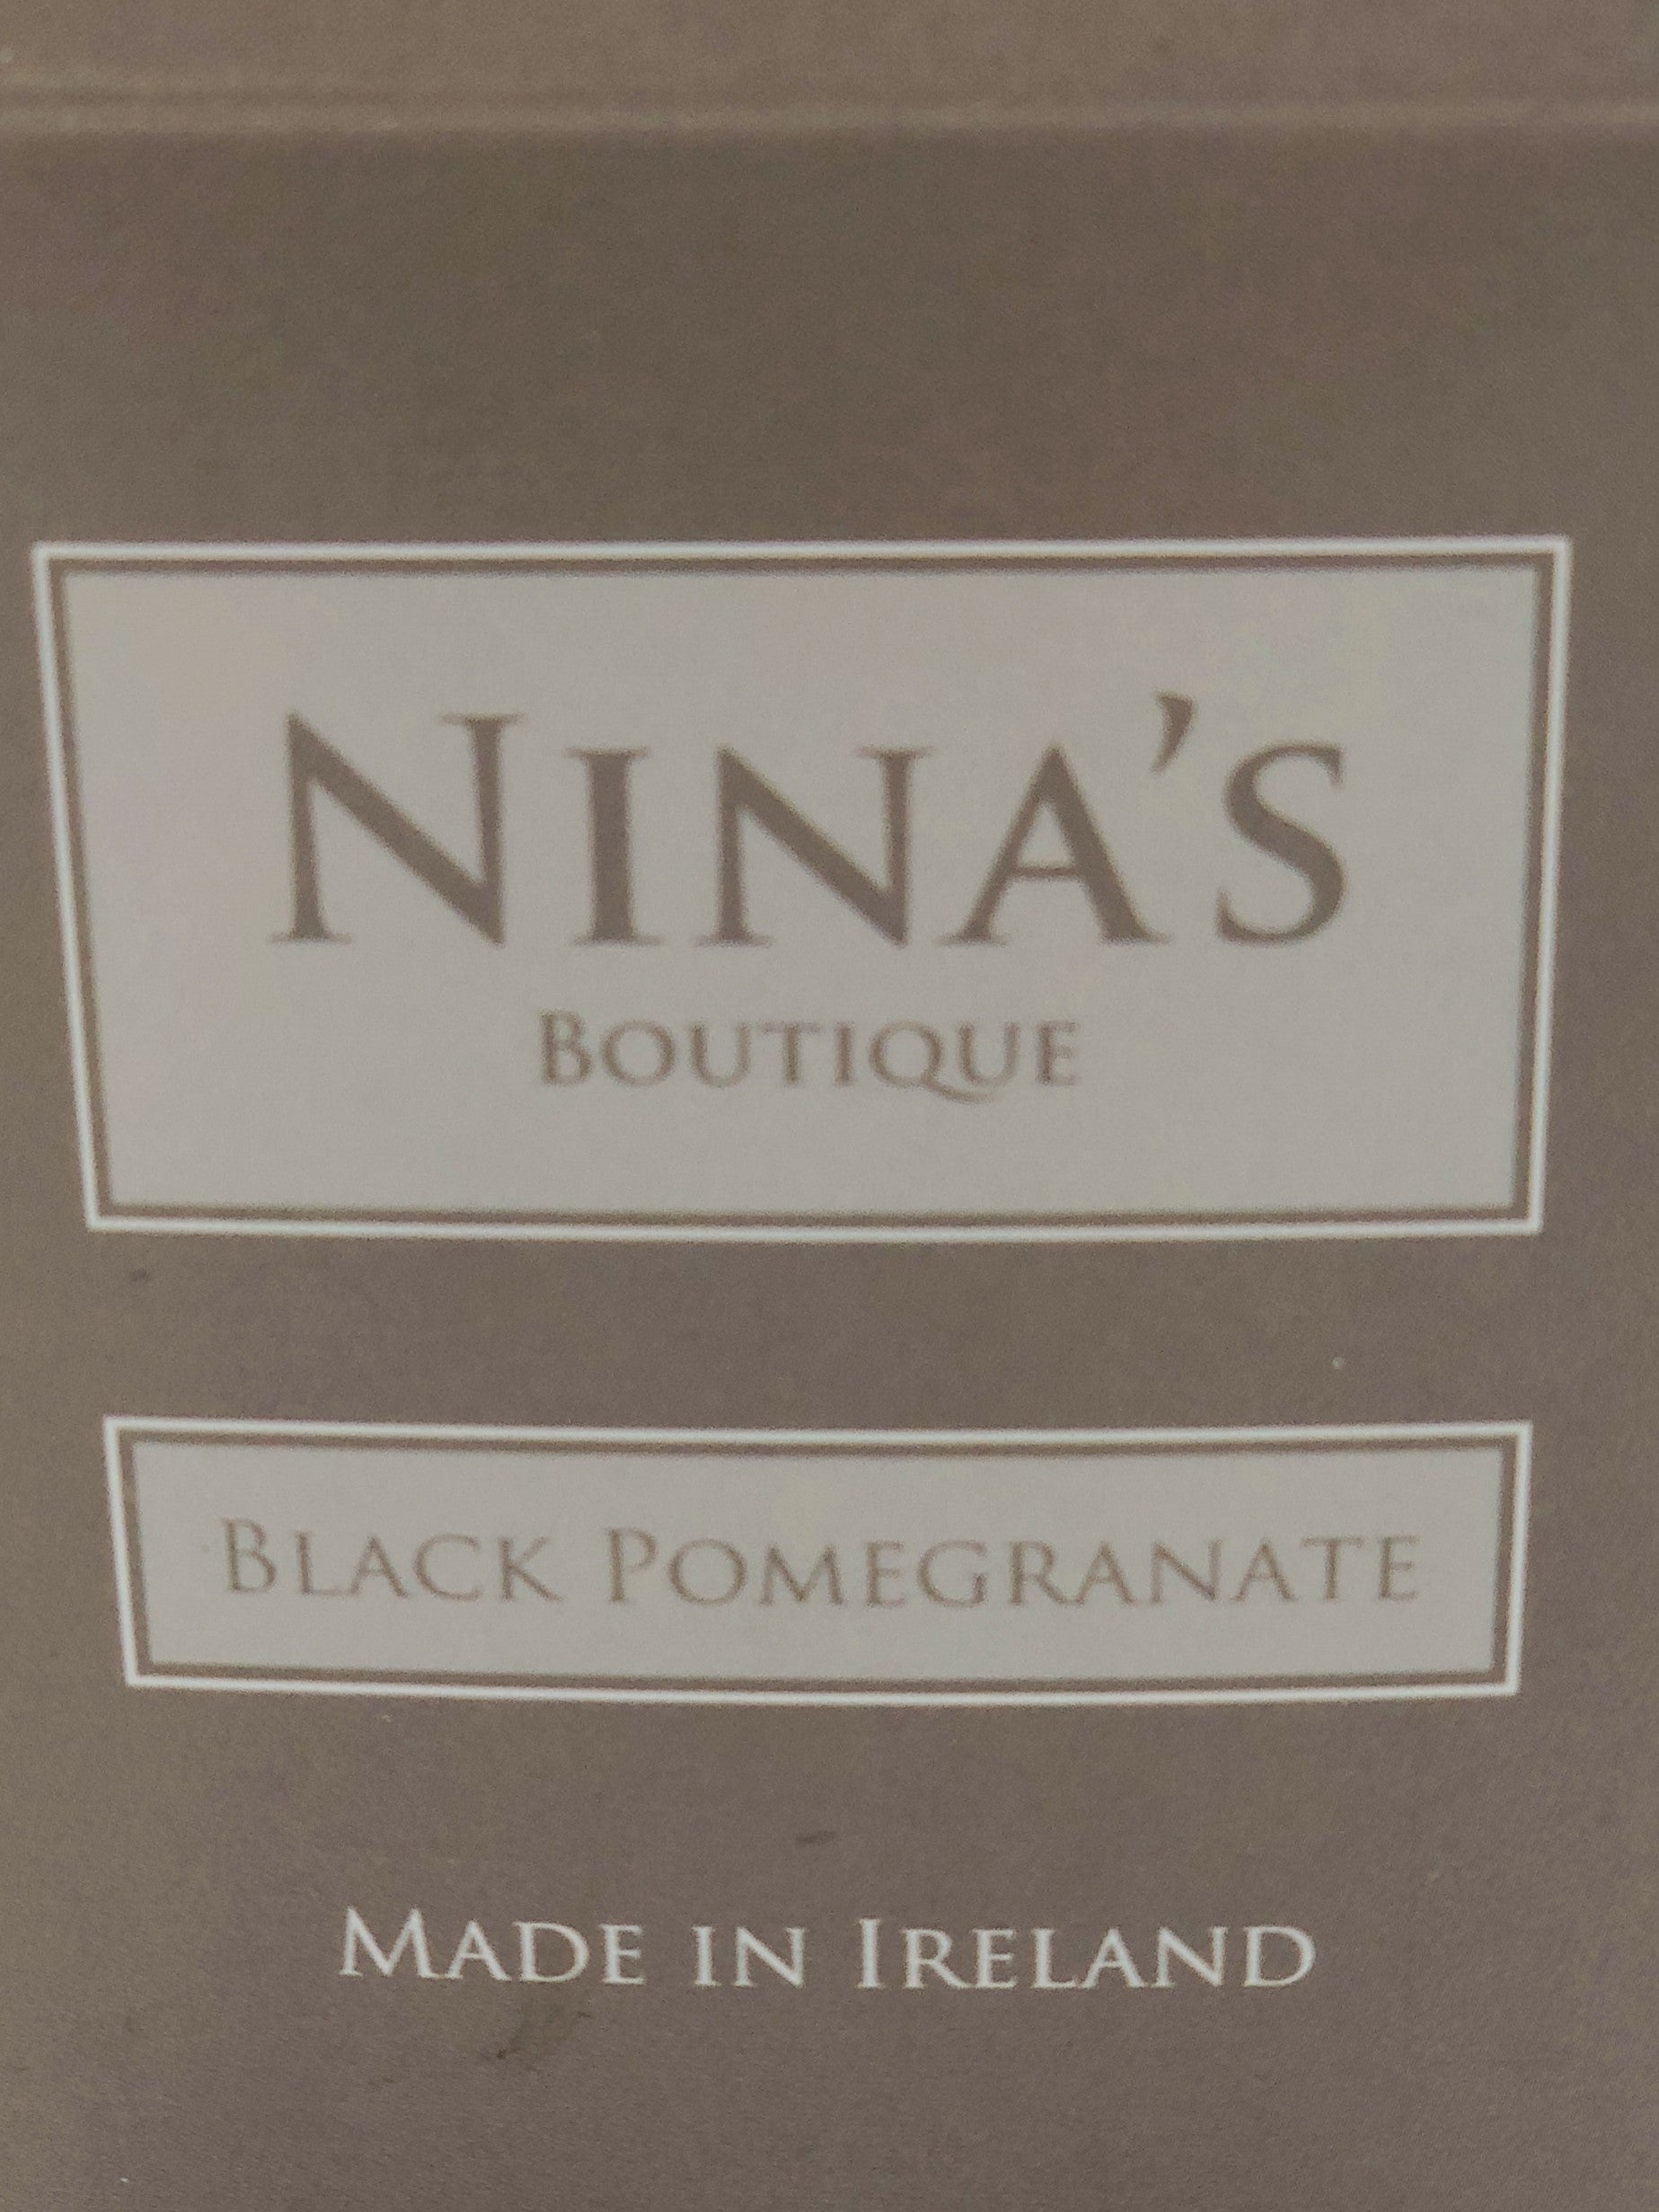 Nina's
Boutique
Black Pomegranate
Made in Ireland